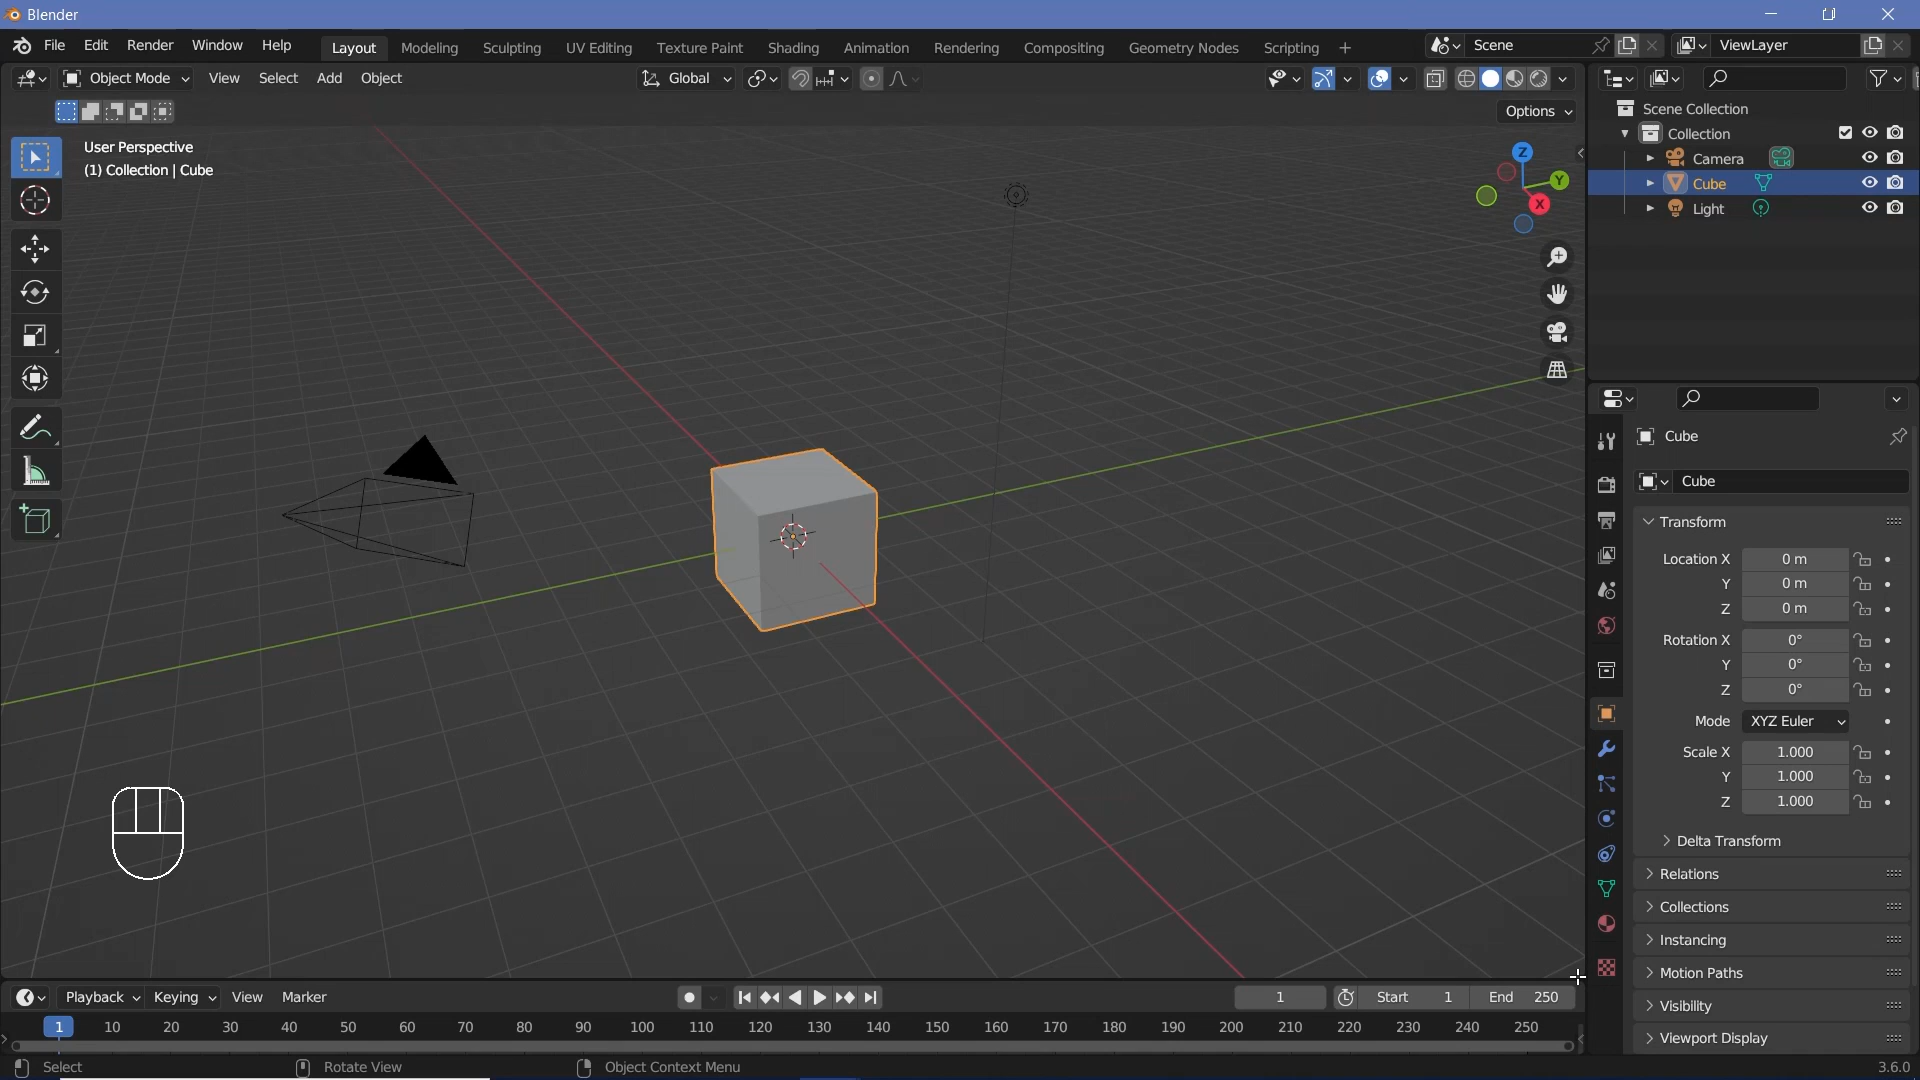 Blender
File Edit Render Window Help Layout Modeling Sculpting UV Editing Texture Paint Shading Animation Rendering Compositing Geometry Nodes Scripting + Scene ViewLayer
Object Mode View Select Add Object Global
Options
User Perspective
(1) Collection | Cube
Z
Y
X
Scene Collection
Collection
Camera
Cube
Light
Cube
Cube
Transform
Location X 0 m
Y 0 m
Z 0 m
Rotation X 0°
Y 0°
Z 0°
Mode XYZ Euler
Scale X 1.000
Y 1.000
Z 1.000
Delta Transform
Relations
Collections
Instancing
Motion Paths
Visibility
Viewport Display
Playback Keying View Marker 1 Start 1 End 250
1 10 20 30 40 50 60 70 80 90 100 110 120 130 140 150 160 170 180 190 200 210 220 230 240 250
Select Rotate View Object Context Menu 3.6.0